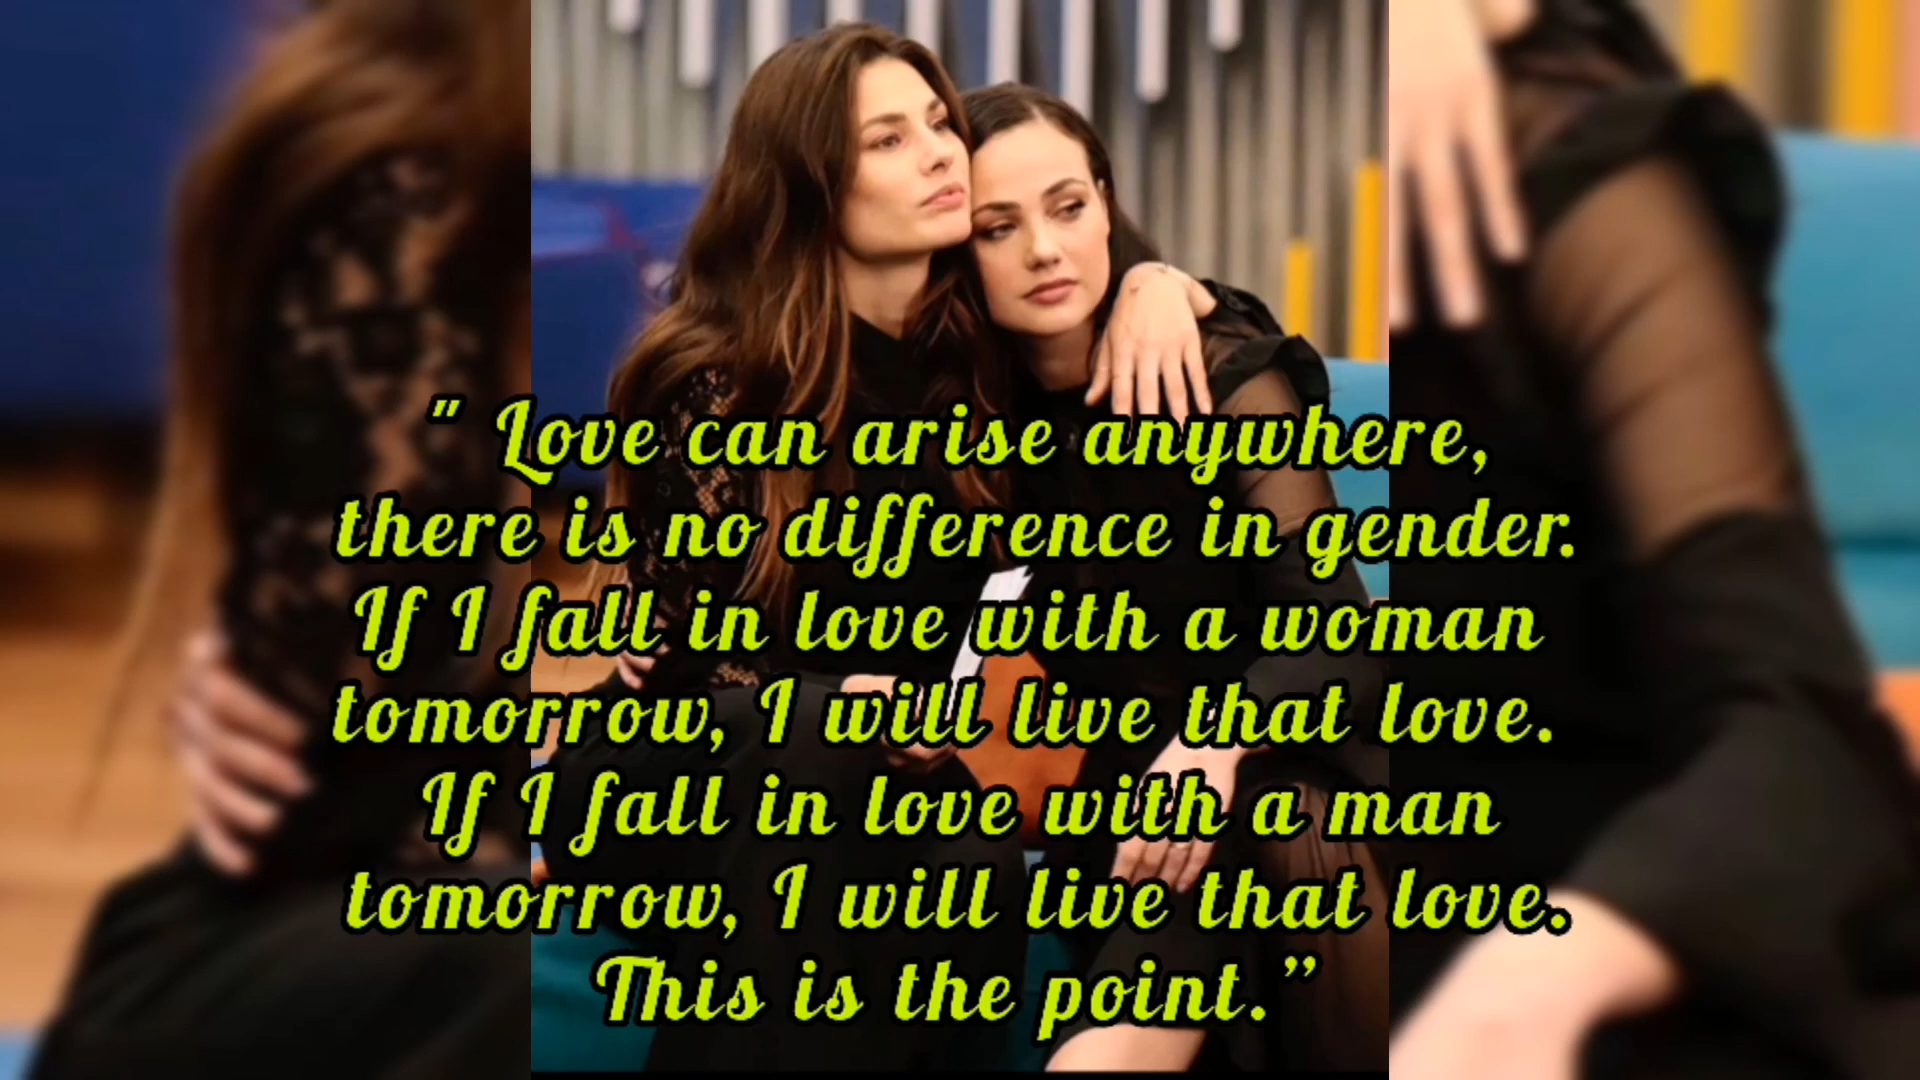 " Love can arise anywhere,
there is no difference in gender.
If I fall in love with a woman
tomorrow, I will live that love.
If I fall in love with a man
tomorrow, I will live that love.
This is the point.”